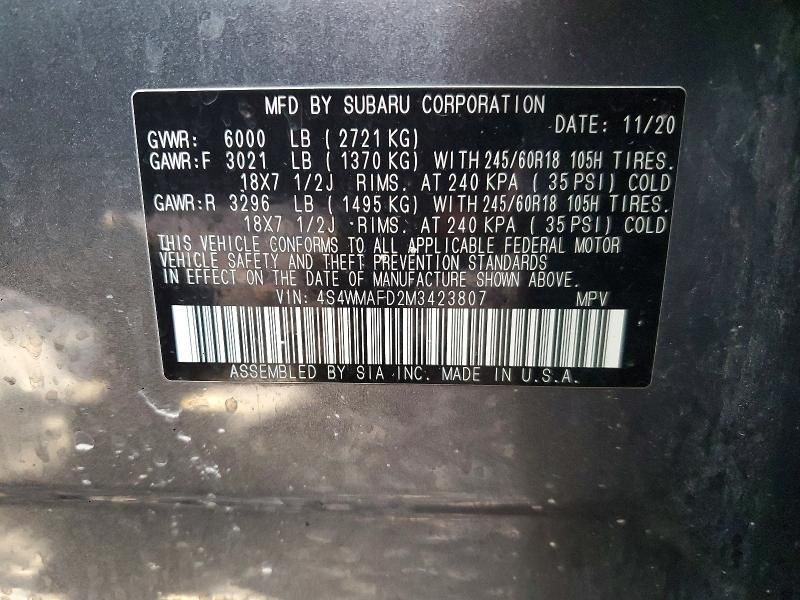 MFD BY SUBARU CORPORATION
DATE: 11/20
GVWR: 6000 LB ( 2721 KG)
GAWR:F 3021 LB ( 1370 KG) WITH 245/60R18 105H TIRES.
18X7 1/2J RIMS. AT 240 KPA ( 35 PSI) COLD
GAWR:R 3296 LB ( 1495 KG) WITH 245/60R18 105H TIRES.
18X7 1/2J RIMS. AT 240 KPA ( 35 PSI) COLD
THIS VEHICLE CONFORMS TO ALL APPLICABLE FEDERAL MOTOR
VEHICLE SAFETY AND THEFT PREVENTION STANDARDS
IN EFFECT ON THE DATE OF MANUFACTURE SHOWN ABOVE.
VIN: 4S4WMAFD2M3423807 MPV
ASSEMBLED BY SIA INC. MADE IN U.S.A.